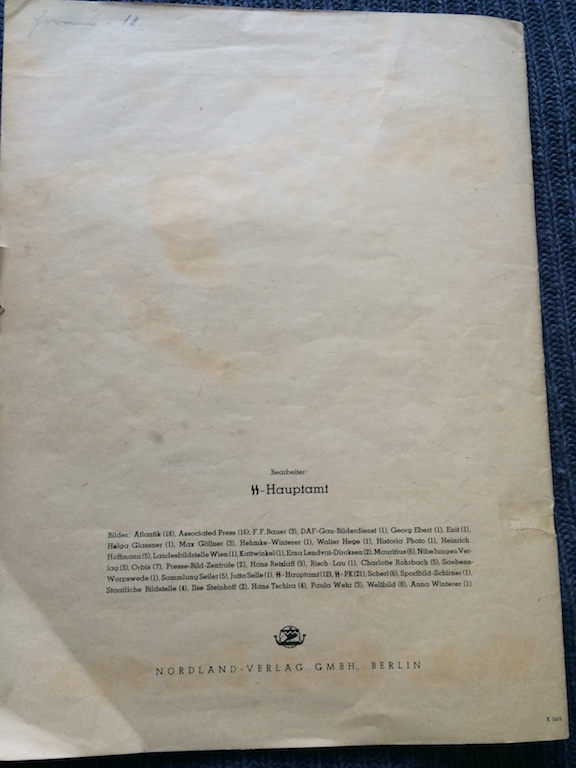 18.
Bearbeiter:
ᛋᛋ-Hauptamt
Bilder: Atlantik (18), Associated Press (16), F. F. Bauer (3), DAF-Gau-Bilderdienst (1), Georg Ebert (1), Enit (1),
Helga Glassner (1), Max Göllner (3), Hehmke-Winterer (1), Walter Hege (1), Historia Photo (1), Heinrich
Hoffmann (5), Landesbildstelle Wien (1), Kattwinkel (1), Erna Lendvai-Dircksen (2), Mauritius (6), Nibelungen Ver-
lag (3), Orbis (7), Presse-Bild-Zentrale (2), Hans Retzlaff (9), Risch-Lau (1), Charlotte Rohrbach (5), Saebens-
Worpswede (1), Sammlung Seiler (5), Jutta Selle (1), ᛋᛋ-Hauptamt (12), ᛋᛋ-PK (21), Scherl (6), Sportbild-Schirner (1),
Staatliche Bildstelle (4), Ilse Steinhoff (2), Hans Tschira (4), Paula Wehr (3), Weltbild (8), Anna Winterer (1)
NORDLAND-VERLAG GMBH, BERLIN